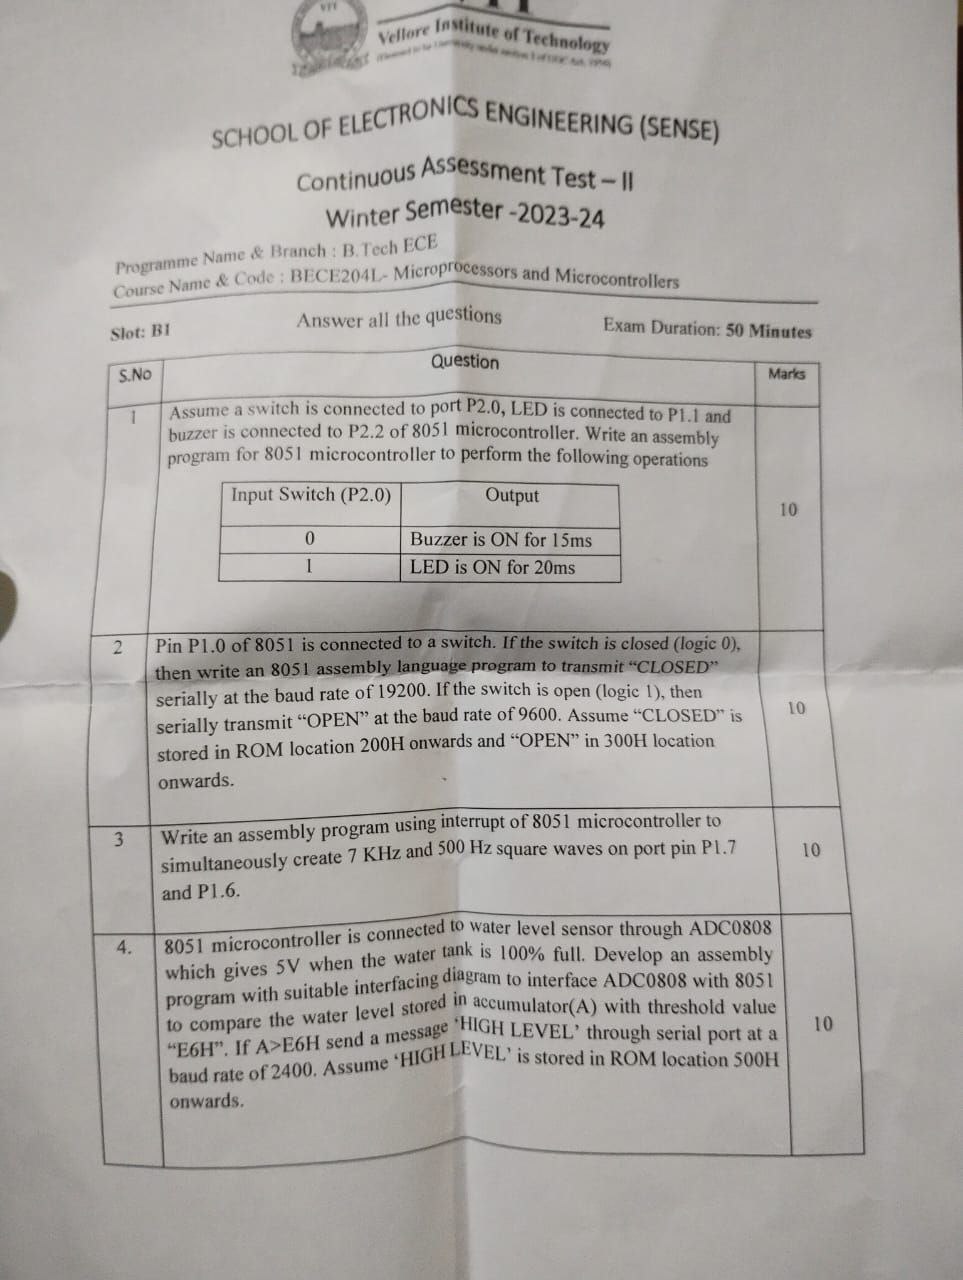 VIT
Vellore Institute of Technology
SCHOOL OF ELECTRONICS ENGINEERING (SENSE)
Continuous Assessment Test – II
Winter Semester -2023-24
Programme Name & Branch : B.Tech ECE
Course Name & Code : BECE204L- Microprocessors and Microcontrollers
Slot: B1 Answer all the questions Exam Duration: 50 Minutes
S.No Question Marks
1 Assume a switch is connected to port P2.0, LED is connected to P1.1 and
buzzer is connected to P2.2 of 8051 microcontroller. Write an assembly
program for 8051 microcontroller to perform the following operations
Input Switch (P2.0) Output
10
0 Buzzer is ON for 15ms
1 LED is ON for 20ms
2 Pin P1.0 of 8051 is connected to a switch. If the switch is closed (logic 0),
then write an 8051 assembly language program to transmit “CLOSED”
serially at the baud rate of 19200. If the switch is open (logic 1), then
serially transmit “OPEN” at the baud rate of 9600. Assume “CLOSED” is 10
stored in ROM location 200H onwards and “OPEN” in 300H location
onwards.
3 Write an assembly program using interrupt of 8051 microcontroller to
simultaneously create 7 KHz and 500 Hz square waves on port pin P1.7 10
and P1.6.
4. 8051 microcontroller is connected to water level sensor through ADC0808
which gives 5V when the water tank is 100% full. Develop an assembly
program with suitable interfacing diagram to interface ADC0808 with 8051
to compare the water level stored in accumulator(A) with threshold value
“E6H”. If A>E6H send a message ‘HIGH LEVEL’ through serial port at a 10
baud rate of 2400. Assume ‘HIGH LEVEL’ is stored in ROM location 500H
onwards.